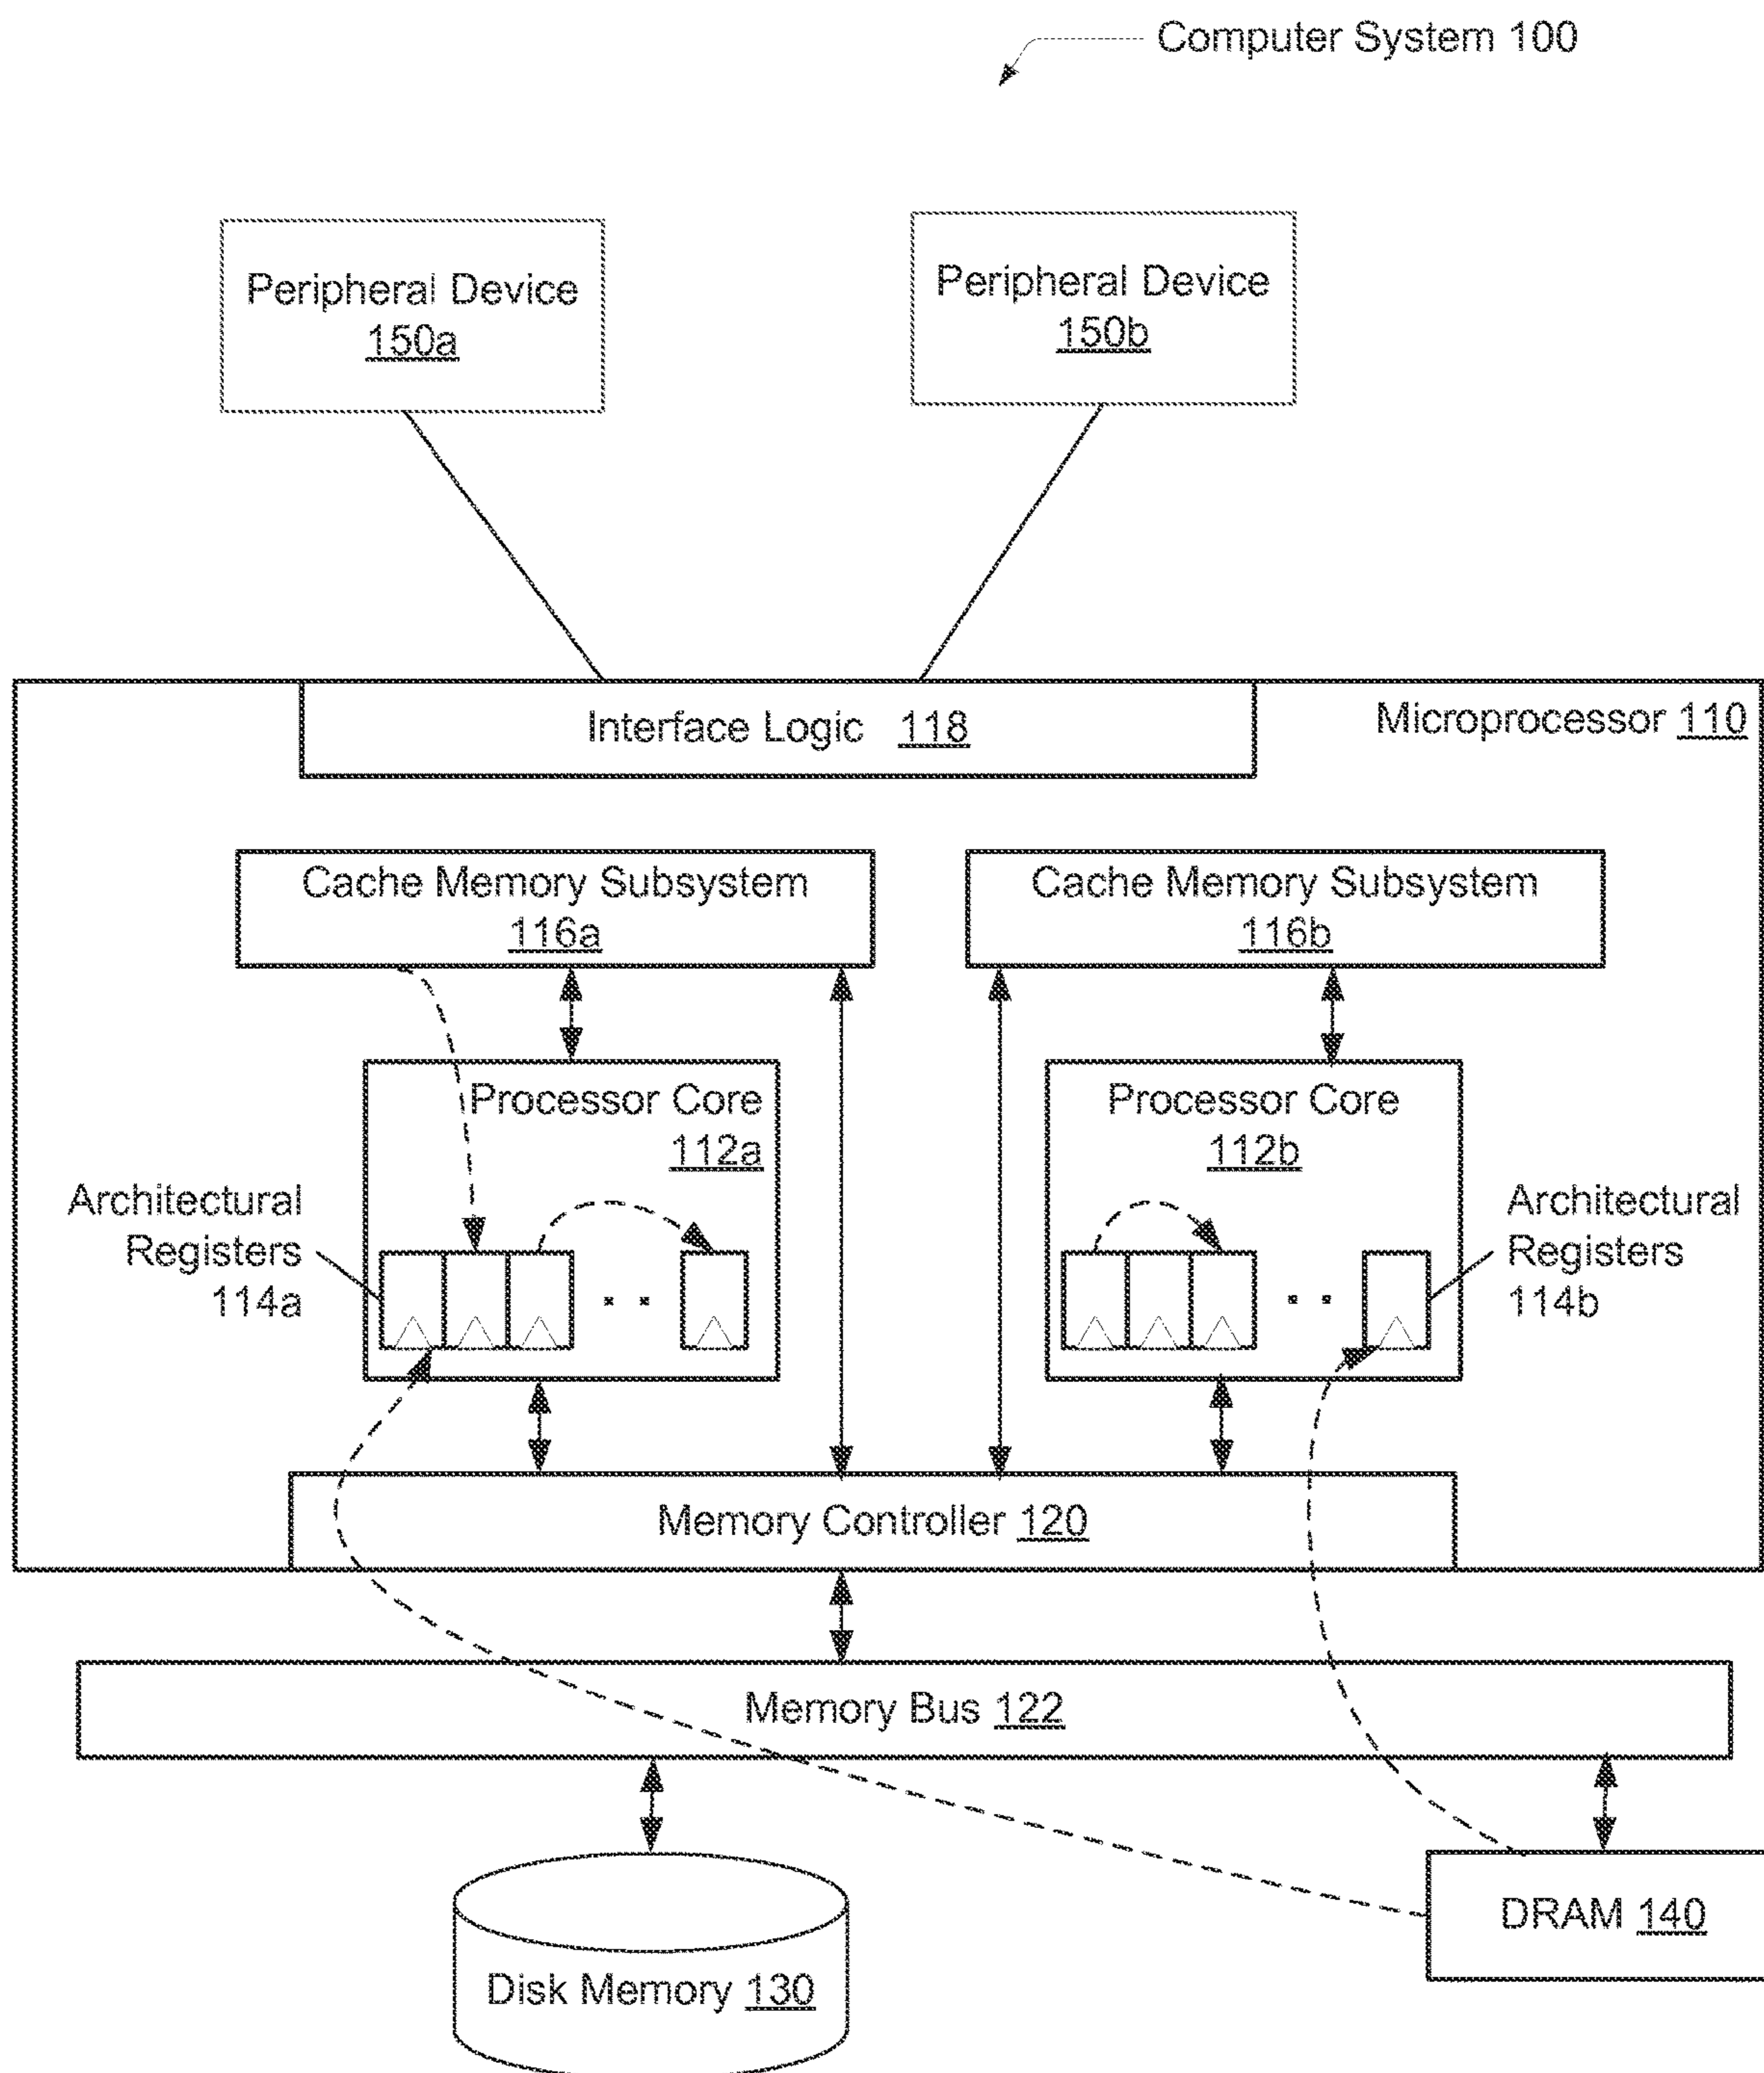 Computer System 100
Peripheral Device
150a
Peripheral Device
150b
Interface Logic 118
Microprocessor 110
Cache Memory Subsystem
116a
Cache Memory Subsystem
116b
Processor Core
112a
Processor Core
112b
Architectural
Registers
114a
Architectural
Registers
114b
Memory Controller 120
Memory Bus 122
DRAM 140
Disk Memory 130